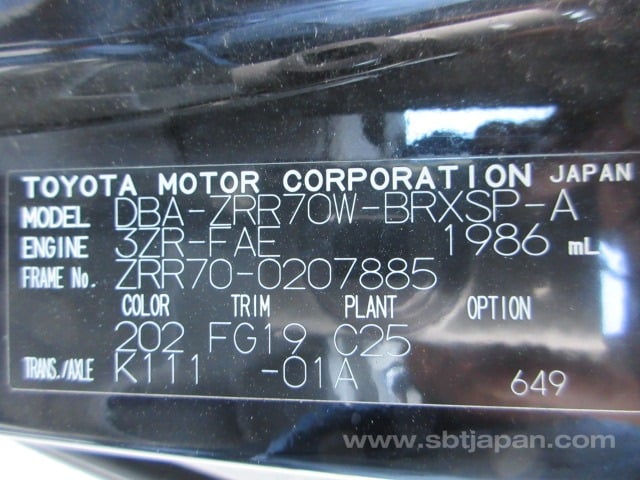 TOYOTA MOTOR CORPORATION JAPAN
MODEL DBA-ZRR70W-BRXSP-A
ENGINE 3ZR-FAE 1986 mL
FRAME No. ZRR70-0207885
COLOR TRIM PLANT OPTION
202 FG19 C25
TRANS./AXLE K111 -01A 649
www.sbtjapan.com